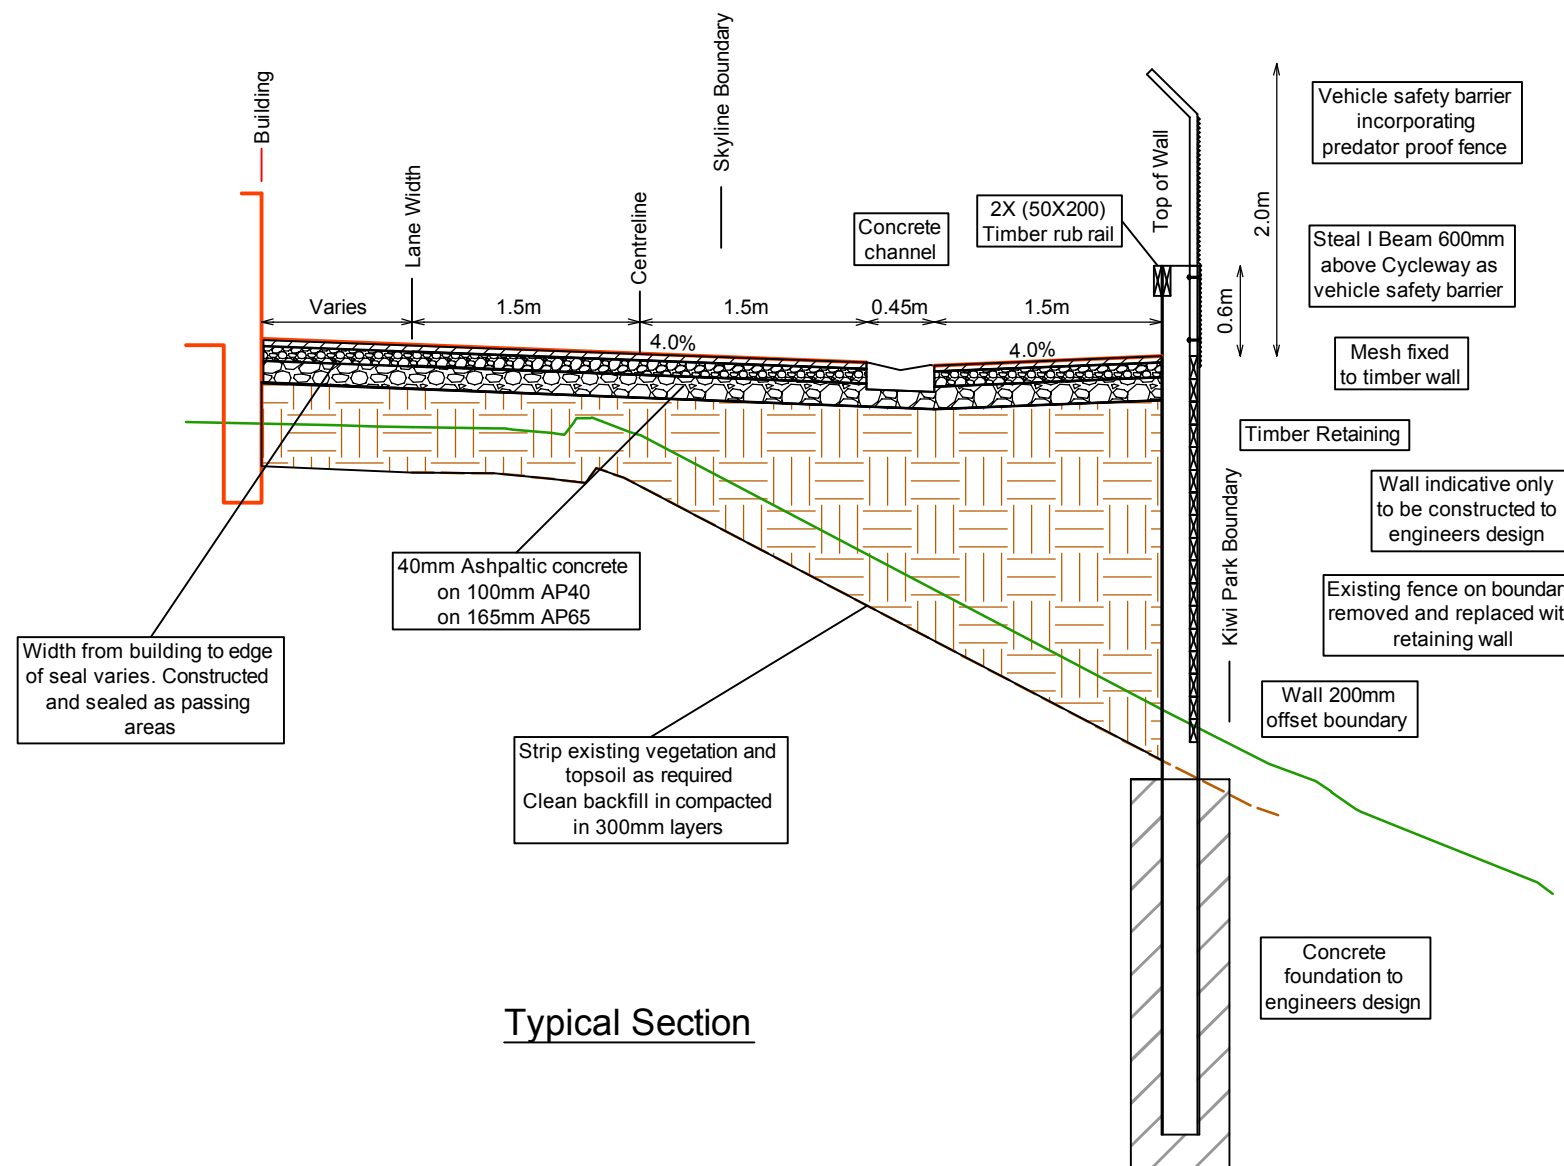 Building
Lane Width
Centreline
Skyline Boundary
Top of Wall
Kiwi Park Boundary
Varies
1.5m
1.5m
0.45m
1.5m
4.0%
4.0%
0.6m
2.0m
Concrete
channel
2X (50X200)
Timber rub rail
Vehicle safety barrier
incorporating
predator proof fence
Steal I Beam 600mm
above Cycleway as
vehicle safety barrier
Mesh fixed
to timber wall
Timber Retaining
Wall indicative only
to be constructed to
engineers design
Existing fence on boundar
removed and replaced wit
retaining wall
Wall 200mm
offset boundary
40mm Ashpaltic concrete
on 100mm AP40
on 165mm AP65
Width from building to edge
of seal varies. Constructed
and sealed as passing
areas
Strip existing vegetation and
topsoil as required
Clean backfill in compacted
in 300mm layers
Concrete
foundation to
engineers design
Typical Section